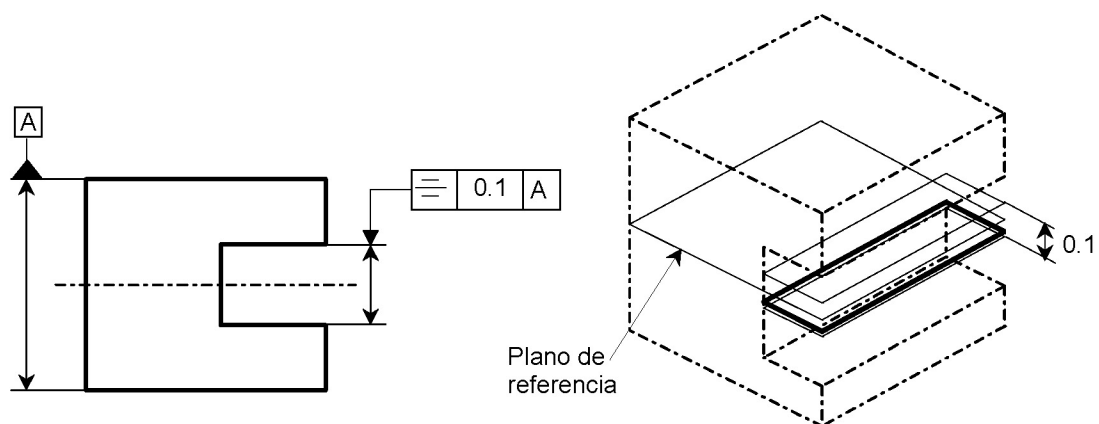 A
⌯ 0.1 A
0.1
Plano de
referencia